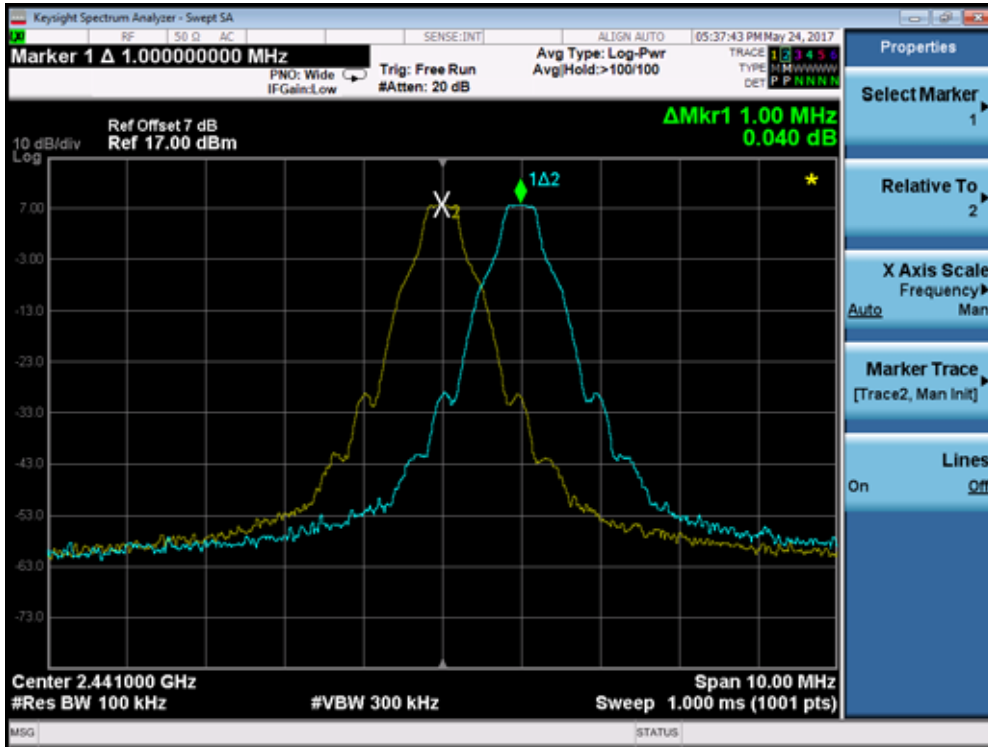 Keysight Spectrum Analyzer - Swept SA
RF 50 Ω AC SENSE:INT ALIGN AUTO 05:37:43 PM May 24, 2017
Marker 1 Δ 1.000000000 MHz
PNO: Wide
IFGain:Low
Trig: Free Run
#Atten: 20 dB
Avg Type: Log-Pwr
Avg|Hold:>100/100
TRACE 1 2 3 4 5 6
TYPE M M W W W W
DET P P N N N N
ΔMkr1 1.00 MHz
0.040 dB
Ref Offset 7 dB
10 dB/div Ref 17.00 dBm
Log
1Δ2
*
X2
7.00
-3.00
-13.0
-23.0
-33.0
-43.0
-53.0
-63.0
-73.0
Center 2.441000 GHz Span 10.00 MHz
#Res BW 100 kHz #VBW 300 kHz Sweep 1.000 ms (1001 pts)
MSG STATUS
Properties
Select Marker
1
Relative To
2
X Axis Scale
Frequency
Auto Man
Marker Trace
[Trace2, Man Init]
Lines
On Off